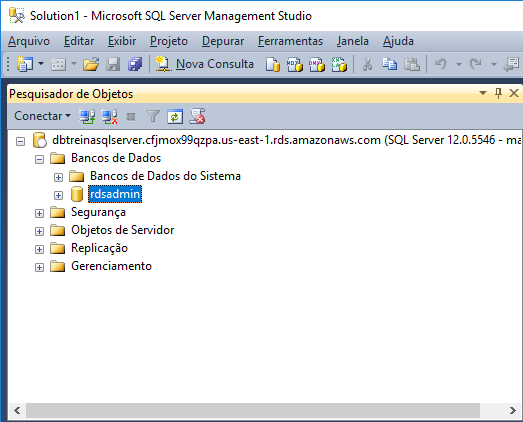 Solution1 - Microsoft SQL Server Management Studio
Arquivo Editar Exibir Projeto Depurar Ferramentas Janela Ajuda
Nova Consulta
Pesquisador de Objetos
Conectar
dbtreinasqlserver.cfjmox99qzpa.us-east-1.rds.amazonaws.com (SQL Server 12.0.5546 - ma
Bancos de Dados
Bancos de Dados do Sistema
rdsadmin
Segurança
Objetos de Servidor
Replicação
Gerenciamento